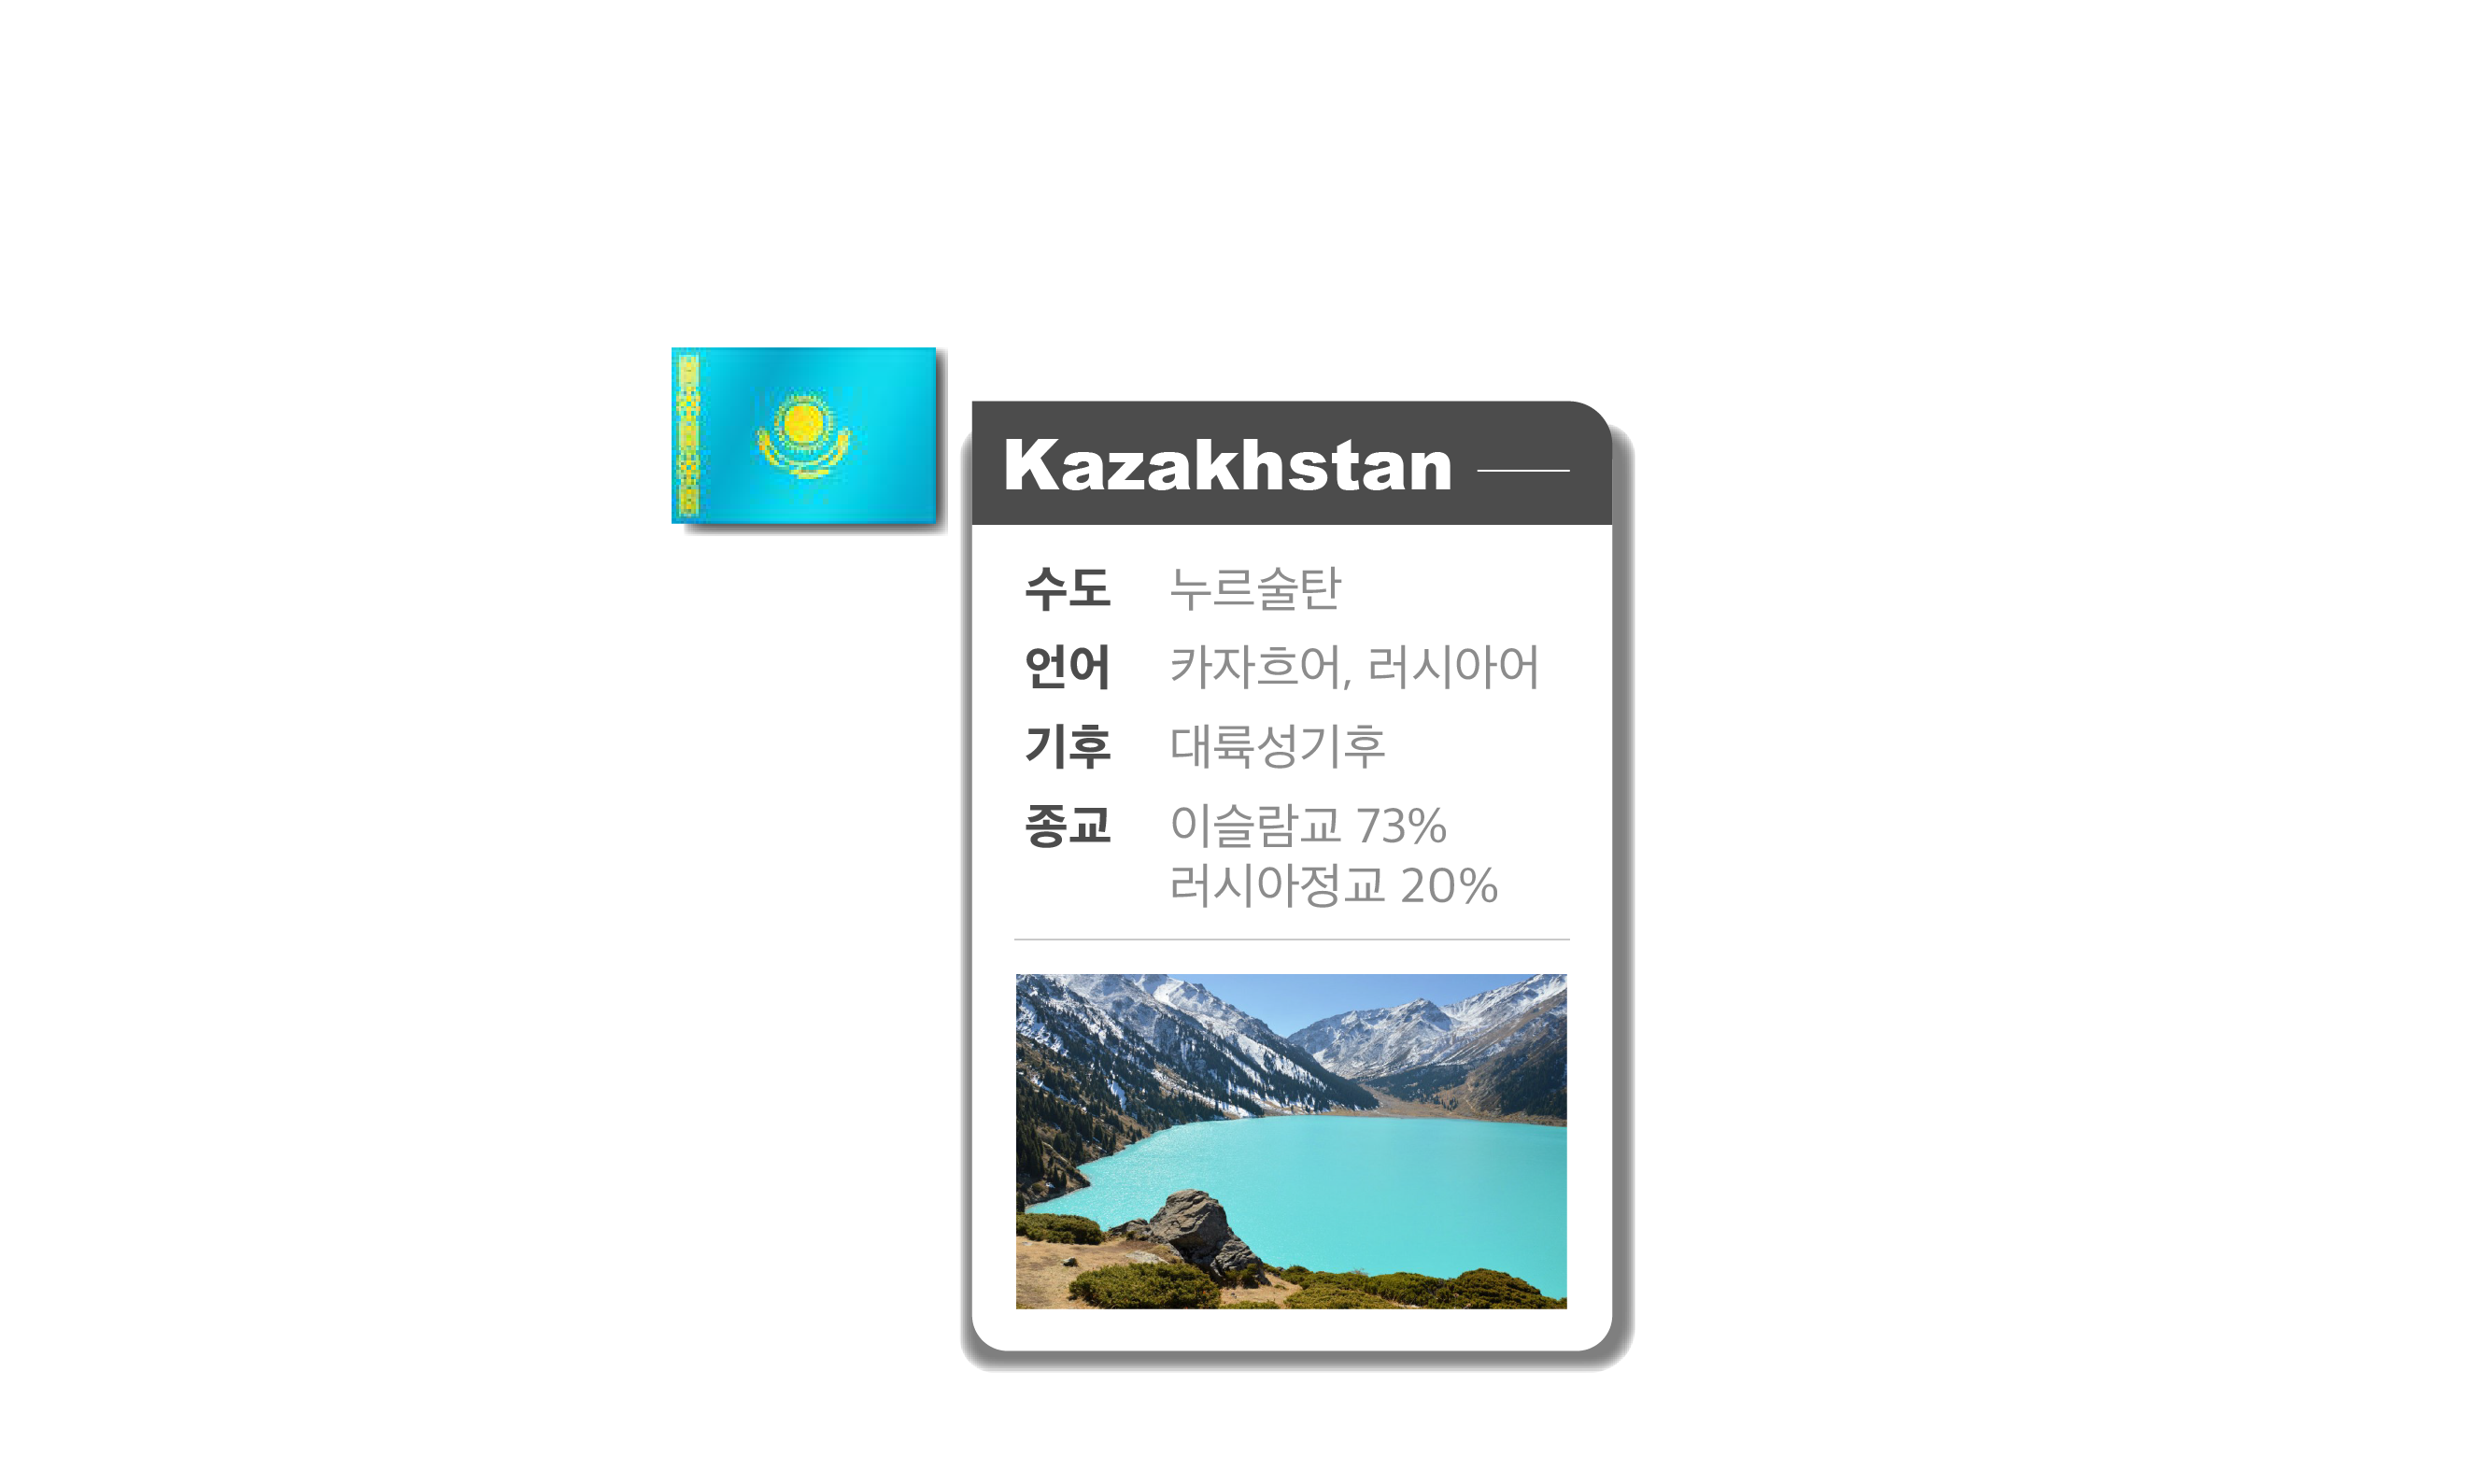 Kazakhstan
수도 누르술탄
언어 카자흐어, 러시아어
기후 대륙성기후
종교 이슬람교 73%
러시아정교 20%